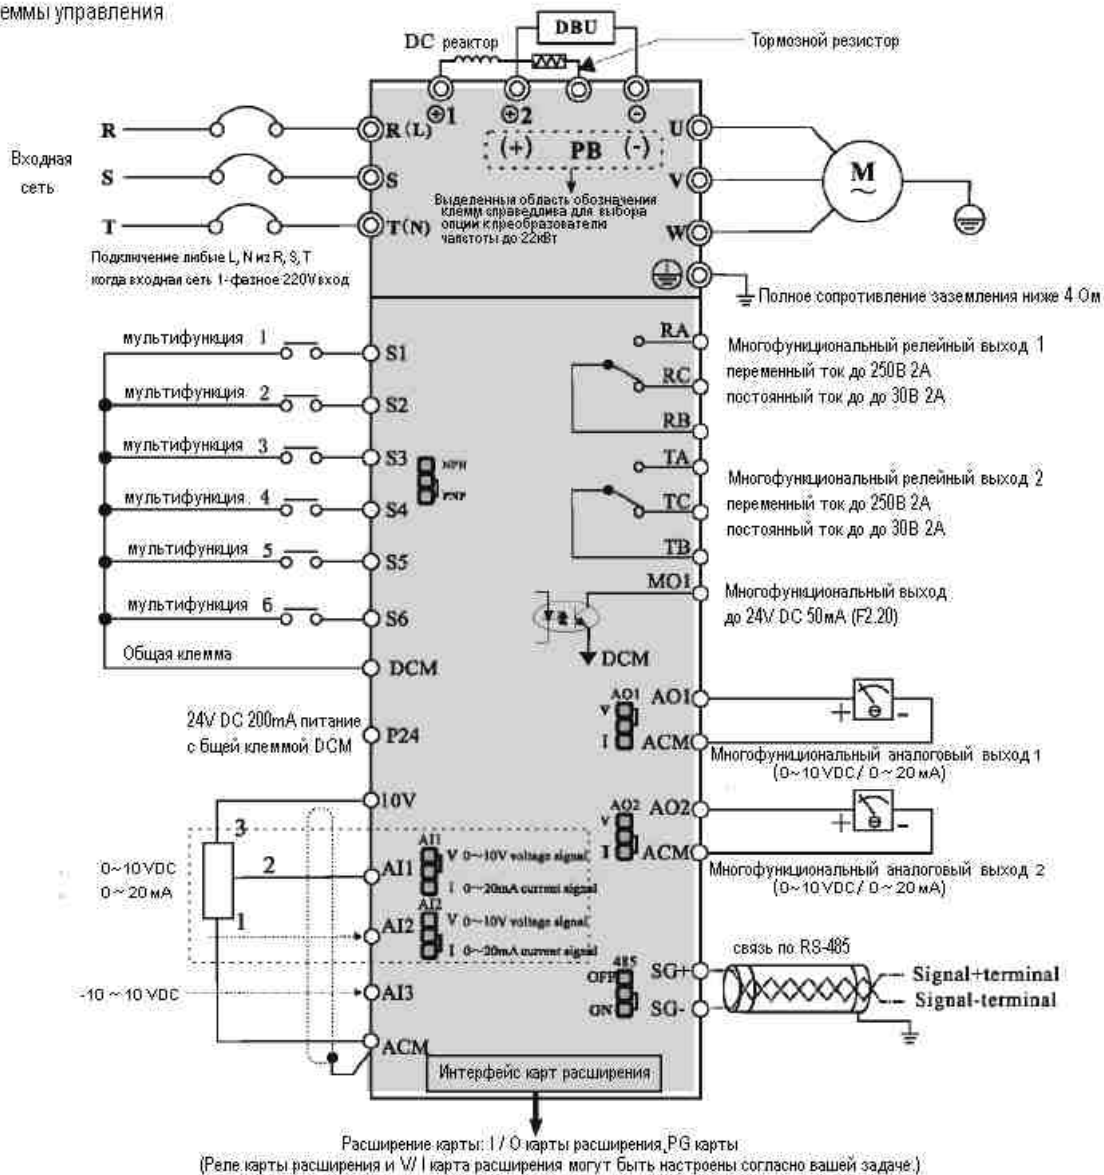 еммы управления
DBU
DC реактор
Тормозной резистор
⊕1
⊕2
⊖
R
R(L)
(+) PB (-)
U
Входная
сеть
S
S
V
M
~
Выделенныя область обозначения
клемм справедлива для выбора
опции к преобразователю
чапстоты до 22кВт
T
T(N)
W
Подключение любые L, N из R, S, T
когда входная сеть 1-фазное 220V вход
Полное сопротивление заземления ниже 4 Ом
мультифункция 1
S1
RA
Многофункциональный релейный выход 1
переменный ток до 250В 2А
постоянный ток до до 30В 2А
RC
RB
мультифункция 2
S2
мультифункция 3
S3
NPN
PNP
TA
Многофункциональный релейный выход 2
переменный ток до 250В 2А
постоянный ток до до 30В 2А
TC
TB
мультифункция 4
S4
мультифункция 5
S5
мультифункция 6
S6
MO1
Многофункциональный выход
до 24V DC 50mA (F2.20)
DCM
Общая клемма
DCM
24V DC 200mA питание
с бщей клеммой DCM
P24
AO1
V
I
AO1
ACM
+
-
Многофункциональный аналоговый выход 1
(0~10VDC/ 0~20 мА)
10V
3
2
1
0~10VDC
0~20 мА
AI1
AI1
V 0~10V voltage signal
I 0~20mA current signal
AI2
AI2
V 0~10V voltage signal
I 0~20mA current signal
AO2
V
I
AO2
ACM
+
-
Многофункциональный аналоговый выход 2
(0~10VDC/ 0~20 мА)
-10 ~ 10 VDC
AI3
ACM
485
OFF
ON
SG+
SG-
связь по RS-485
Signal+terminal
Signal-terminal
Интерфейс карт расширения
Расширение карты: I / O карты расширения,PG карты
(Реле карты расширения и V/ I карта расширения могут быть настроены согласно вашей задаче.)